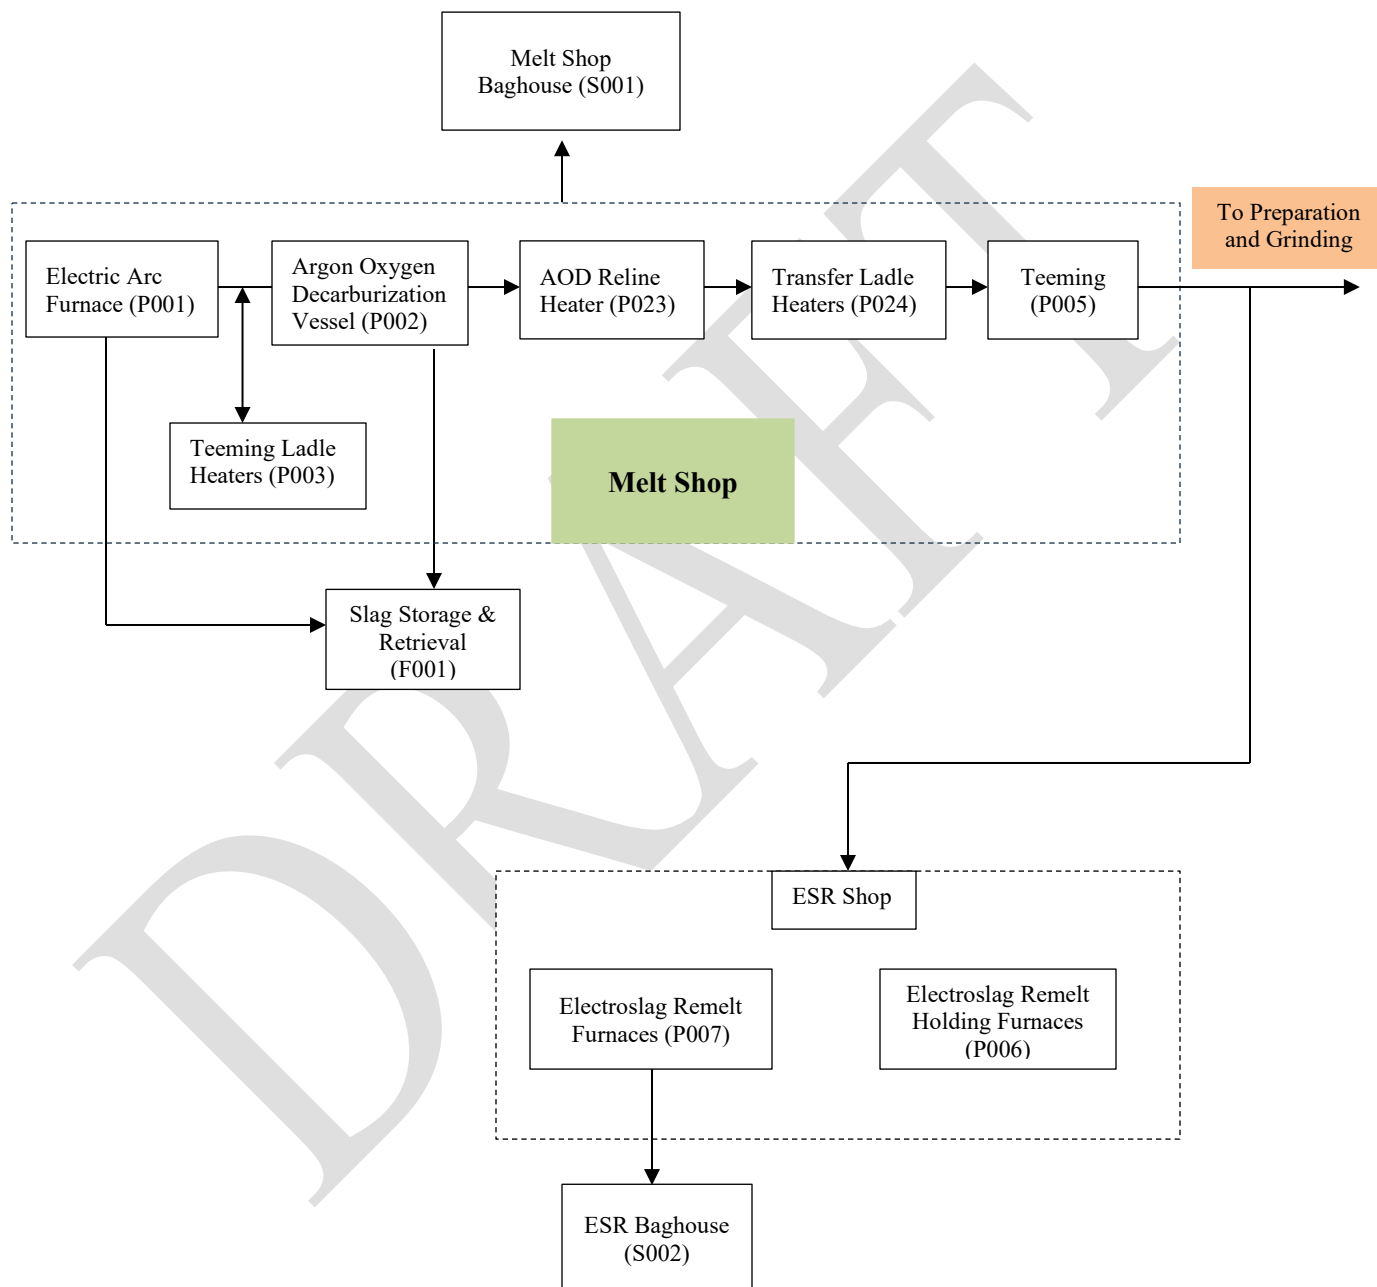 Melt Shop
Baghouse (S001)
To Preparation
and Grinding
Electric Arc
Furnace (P001)
Argon Oxygen
Decarburization
Vessel (P002)
AOD Reline
Heater (P023)
Transfer Ladle
Heaters (P024)
Teeming
(P005)
Teeming Ladle
Heaters (P003)
Melt Shop
Slag Storage &
Retrieval
(F001)
ESR Shop
Electroslag Remelt
Furnaces (P007)
Electroslag Remelt
Holding Furnaces
(P006)
ESR Baghouse
(S002)
DRAFT